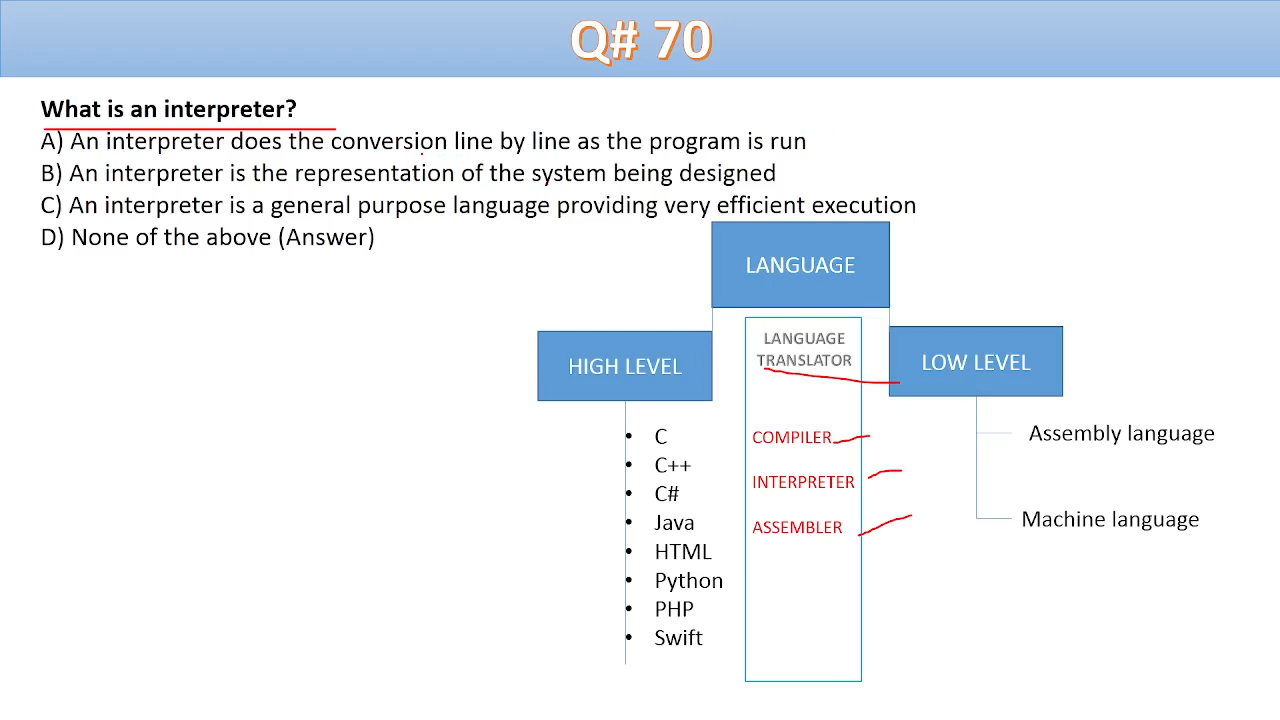 Q# 70
What is an interpreter?
A) An interpreter does the conversion line by line as the program is run
B) An interpreter is the representation of the system being designed
C) An interpreter is a general purpose language providing very efficient execution
D) None of the above (Answer)
LANGUAGE
HIGH LEVEL
LANGUAGE
TRANSLATOR
LOW LEVEL
• C
• C++
• C#
• Java
• HTML
• Python
• PHP
• Swift
COMPILER
INTERPRETER
ASSEMBLER
Assembly language
Machine language